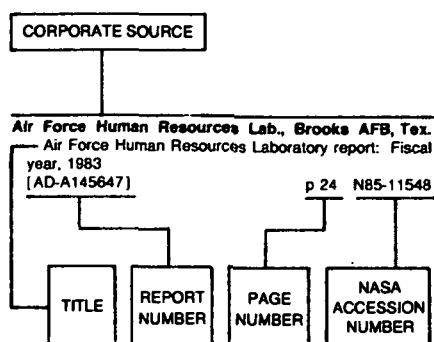 CORPORATE SOURCE
Air Force Human Resources Lab., Brooks AFB, Tex.
Air Force Human Resources Laboratory report: Fiscal
year, 1983
[AD-A145647] p 24 N85-11548
TITLE
REPORT
NUMBER
PAGE
NUMBER
NASA
ACCESSION
NUMBER